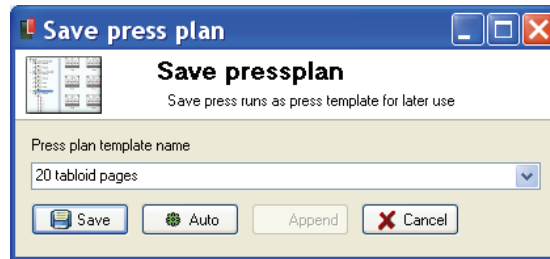 Save press plan
Save pressplan
Save press runs as press template for later use
Press plan template name
20 tabloid pages
Save Auto Append Cancel